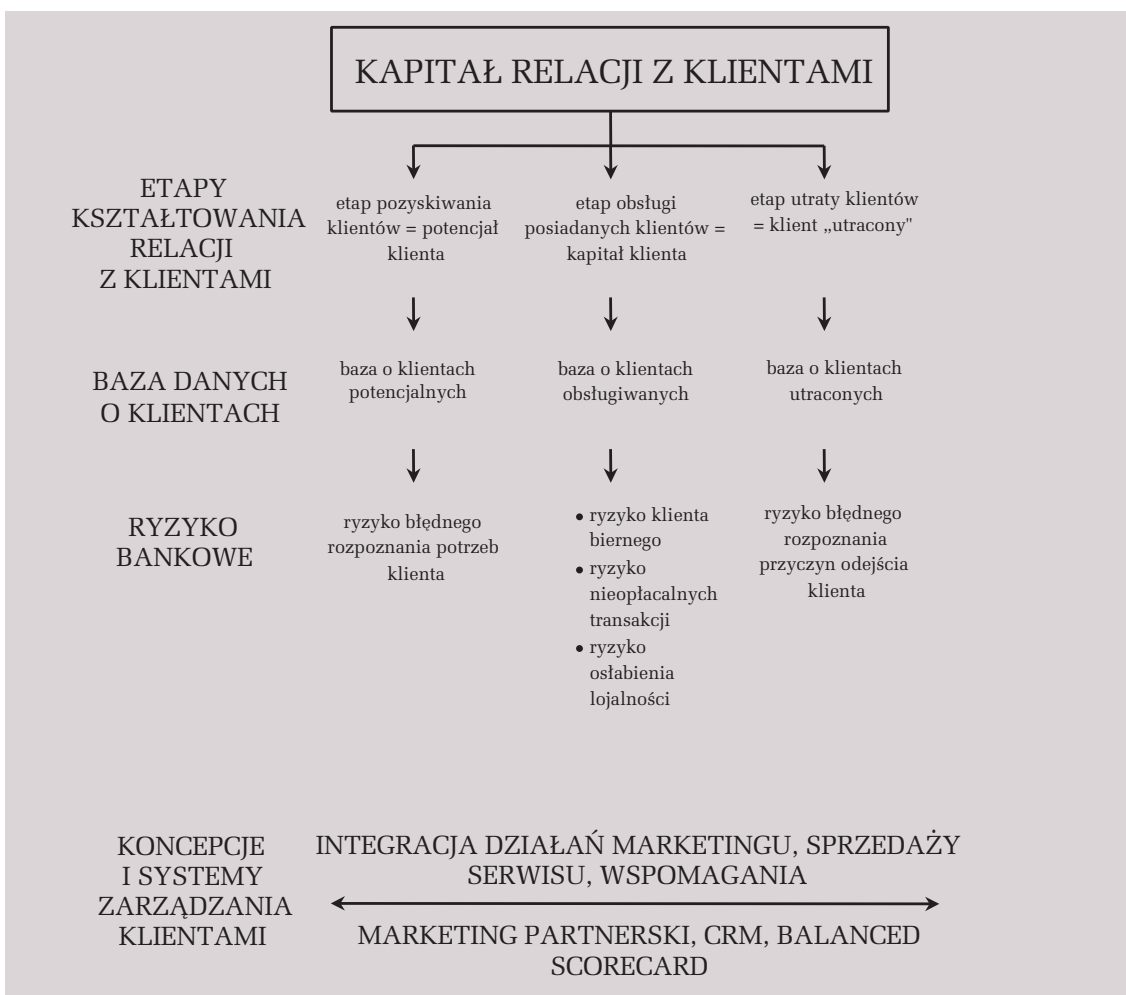 KAPITAŁ RELACJI Z KLIENTAMI
ETAPY
KSZTAŁTOWANIA
RELACJI
Z KLIENTAMI
etap pozyskiwania
klientów = potencjał
klienta
etap obsługi
posiadanych klientów =
kapitał klienta
etap utraty klientów
= klient „utracony"
BAZA DANYCH
O KLIENTACH
baza o klientach
potencjalnych
baza o klientach
obsługiwanych
baza o klientach
utraconych
RYZYKO
BANKOWE
ryzyko błędnego
rozpoznania potrzeb
klienta
• ryzyko klienta
biernego
• ryzyko
nieopłacalnych
transakcji
• ryzyko
osłabienia
lojalności
ryzyko błędnego
rozpoznania
przyczyn odejścia
klienta
KONCEPCJE
I SYSTEMY
ZARZĄDZANIA
KLIENTAMI
INTEGRACJA DZIAŁAŃ MARKETINGU, SPRZEDAŻY
SERWISU, WSPOMAGANIA
MARKETING PARTNERSKI, CRM, BALANCED
SCORECARD